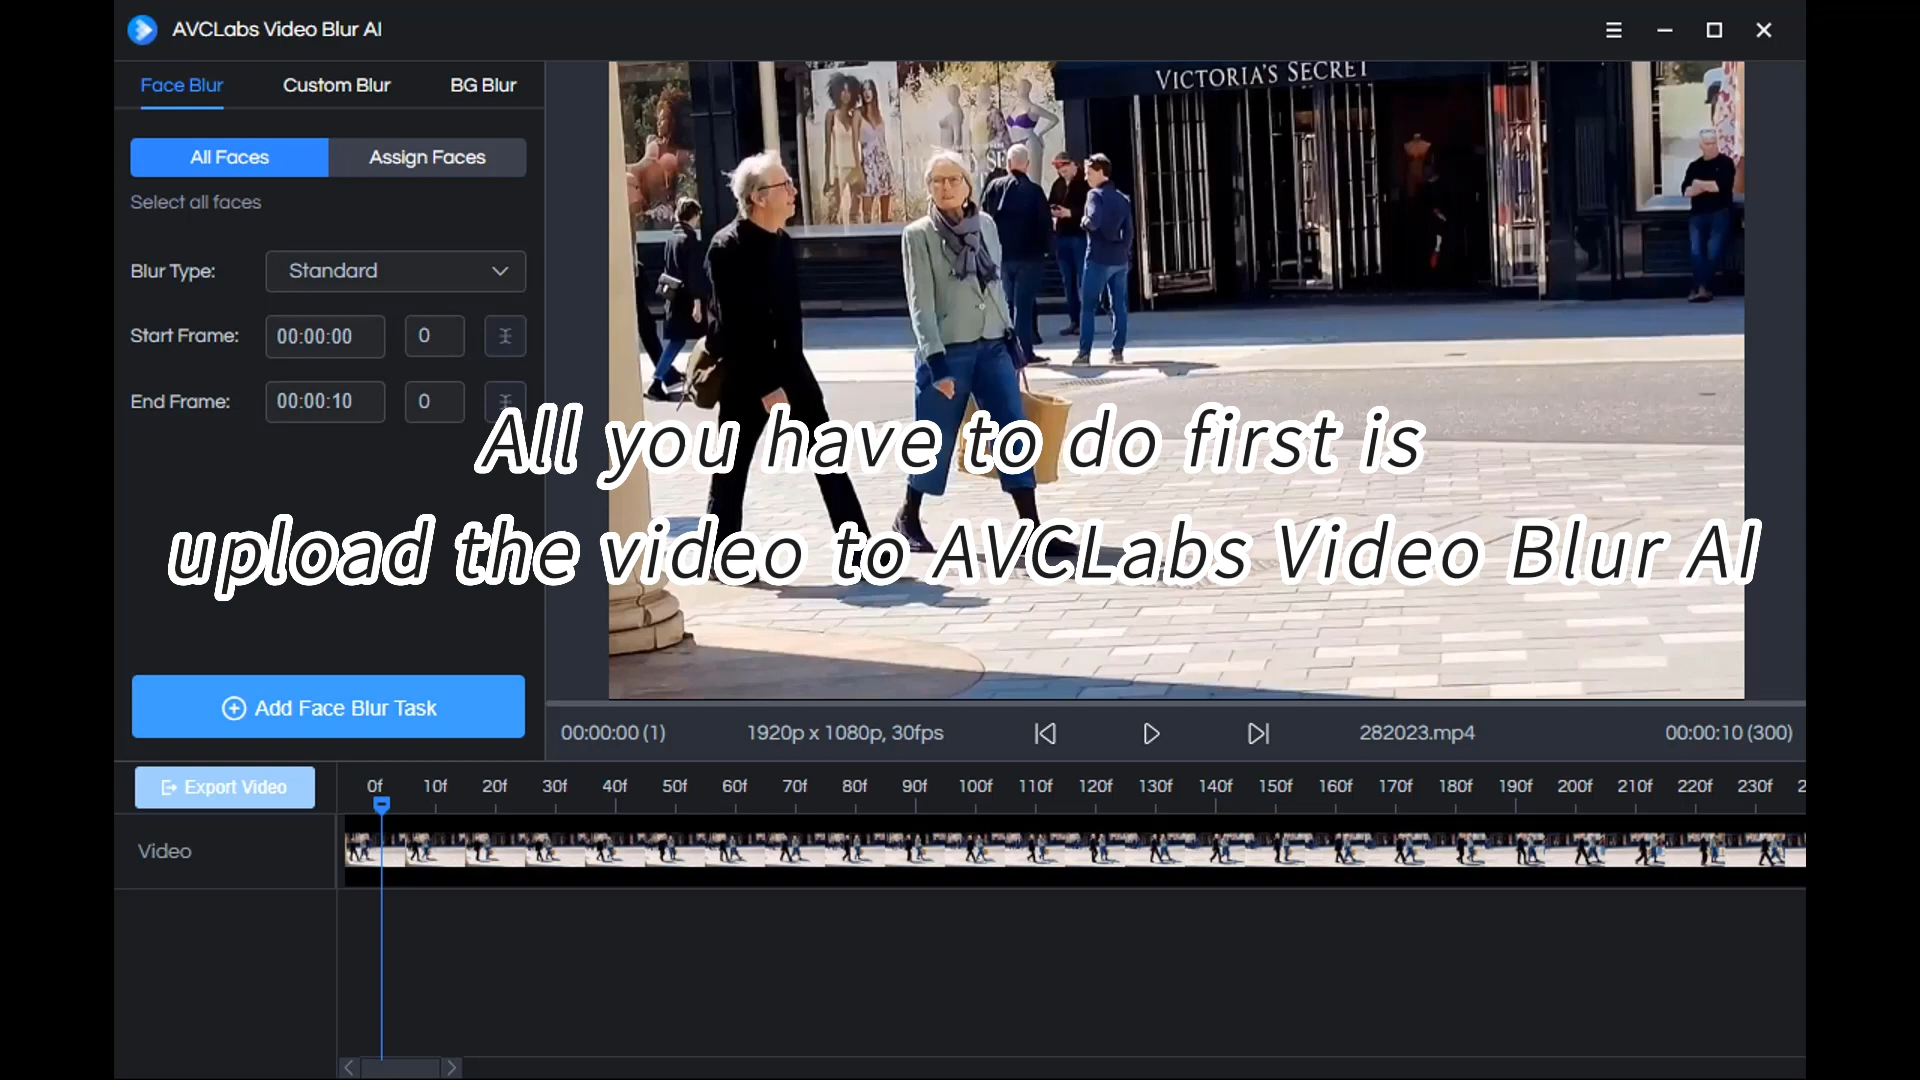 AVCLabs Video Blur AI
Face Blur Custom Blur BG Blur
All Faces Assign Faces
Select all faces
Blur Type: Standard
Start Frame: 00:00:00 0
End Frame: 00:00:10 0
VICTORIA'S SECRET
All you have to do first is
upload the video to AVCLabs Video Blur AI
Add Face Blur Task
00:00:00 (1) 1920p x 1080p, 30fps 282023.mp4 00:00:10 (300)
Export Video 0f 10f 20f 30f 40f 50f 60f 70f 80f 90f 100f 110f 120f 130f 140f 150f 160f 170f 180f 190f 200f 210f 220f 230f
Video